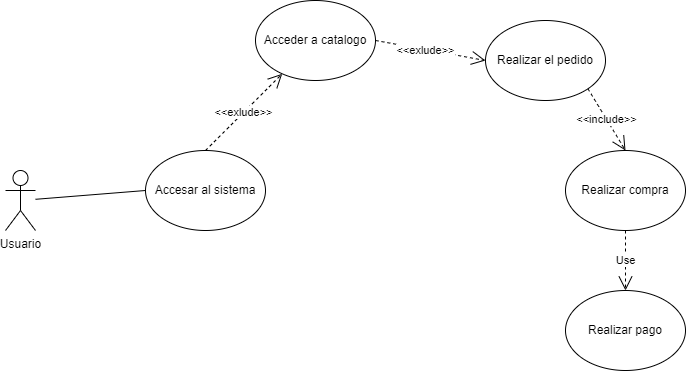 Acceder a catalogo
<<exlude>>
Realizar el pedido
<<exlude>>
<<include>>
Accesar al sistema
Realizar compra
Usuario
Use
Realizar pago